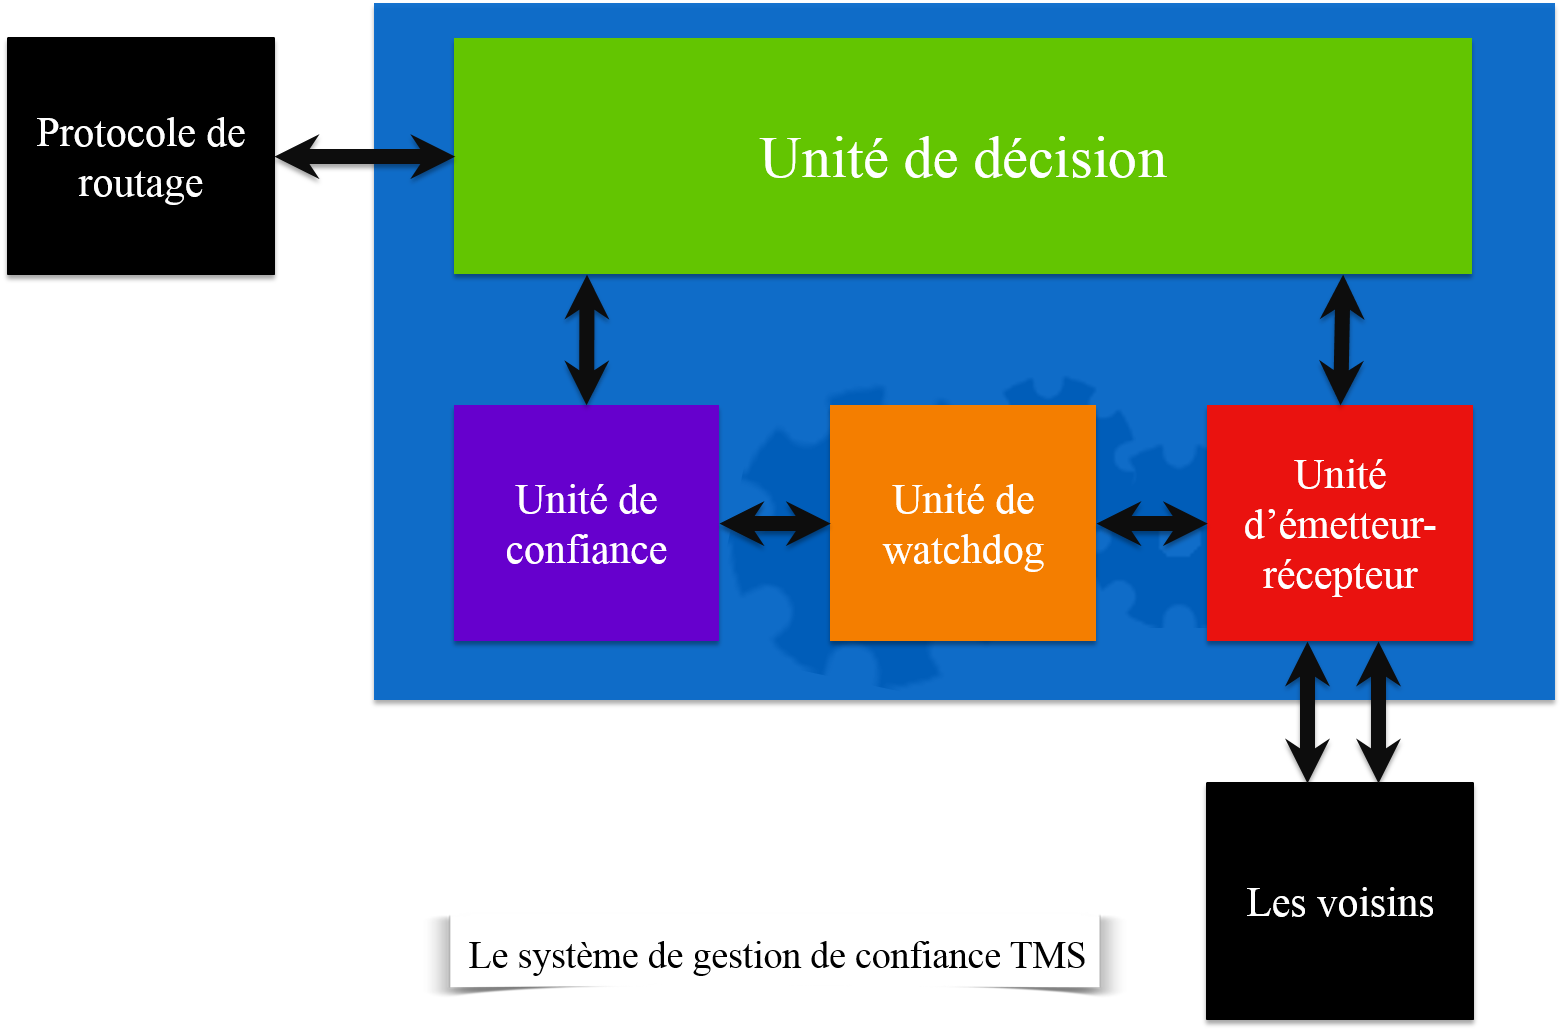 Protocole de
routage
Unité de décision
Unité de
confiance
Unité de
watchdog
Unité
d’émetteur-
récepteur
Les voisins
Le système de gestion de confiance TMS